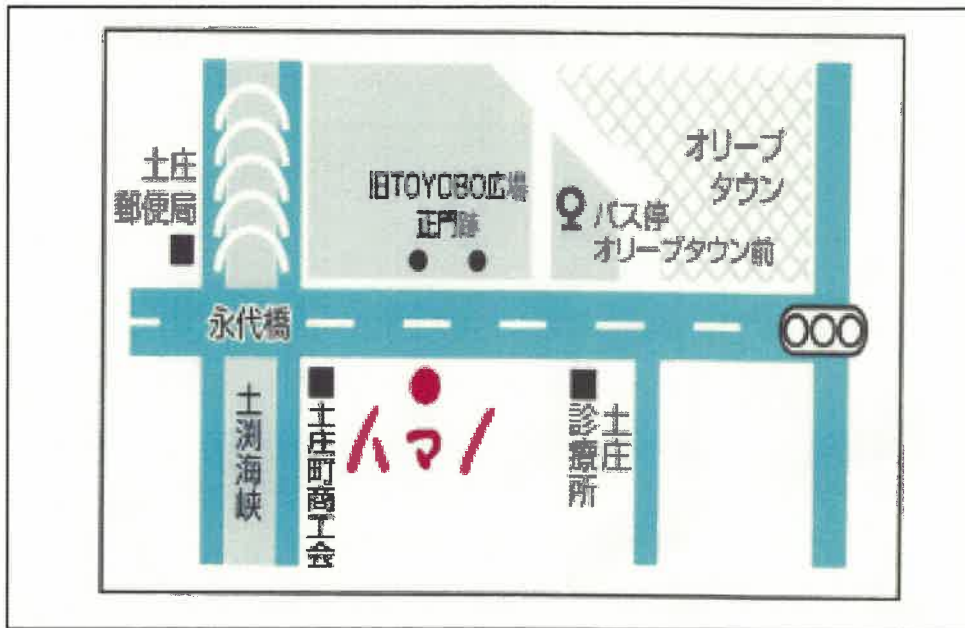 土庄
郵便局
旧TOYOBO広場
正門跡
バス停
オリーブタウン前
オリーブ
タウン
永代橋
土渕海峡
土庄町商工会
ハマノ
土庄
診療所